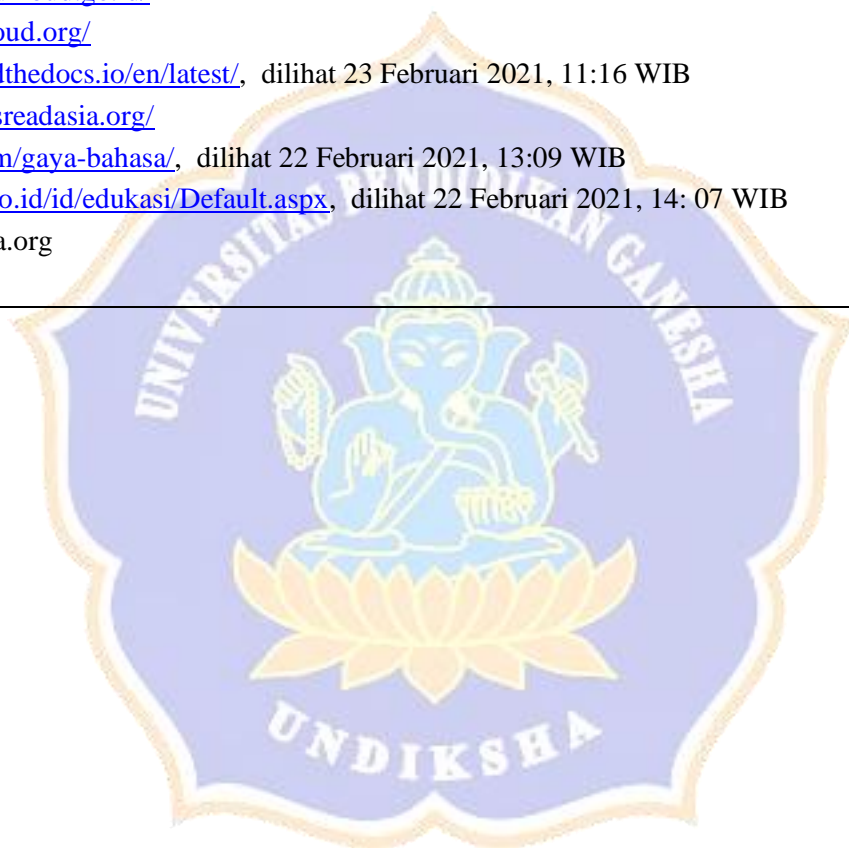 oud.org/
dthedocs.io/en/latest/, dilihat 23 Februari 2021, 11:16 WIB
sreadasia.org/
m/gaya-bahasa/, dilihat 22 Februari 2021, 13:09 WIB
o.id/id/edukasi/Default.aspx, dilihat 22 Februari 2021, 14: 07 WIB
a.org
UNIVERSITAS PENDIDIKAN GANESHA
UNDIKSHA